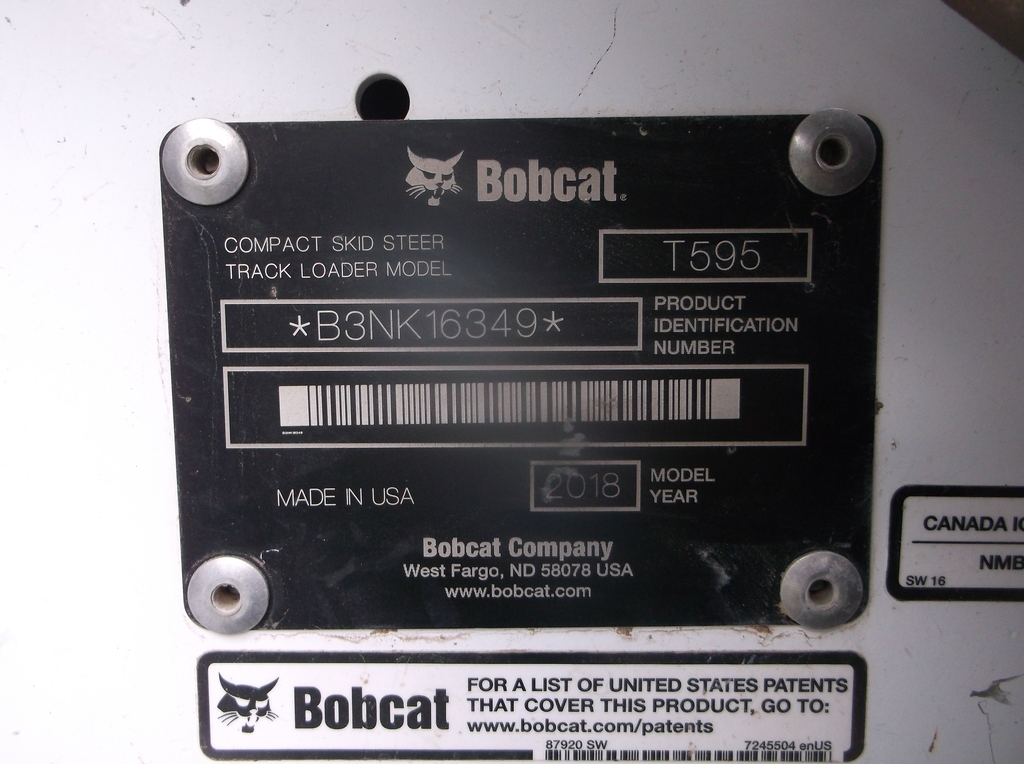 Bobcat®
COMPACT SKID STEER
TRACK LOADER MODEL
T595
*B3NK16349*
PRODUCT
IDENTIFICATION
NUMBER
B3NK16349
MADE IN USA
2018
MODEL
YEAR
Bobcat Company
West Fargo, ND 58078 USA
www.bobcat.com
CANADA IC
NMB
SW 16
Bobcat
FOR A LIST OF UNITED STATES PATENTS
THAT COVER THIS PRODUCT, GO TO:
www.bobcat.com/patents
87920 SW
7245504 enUS